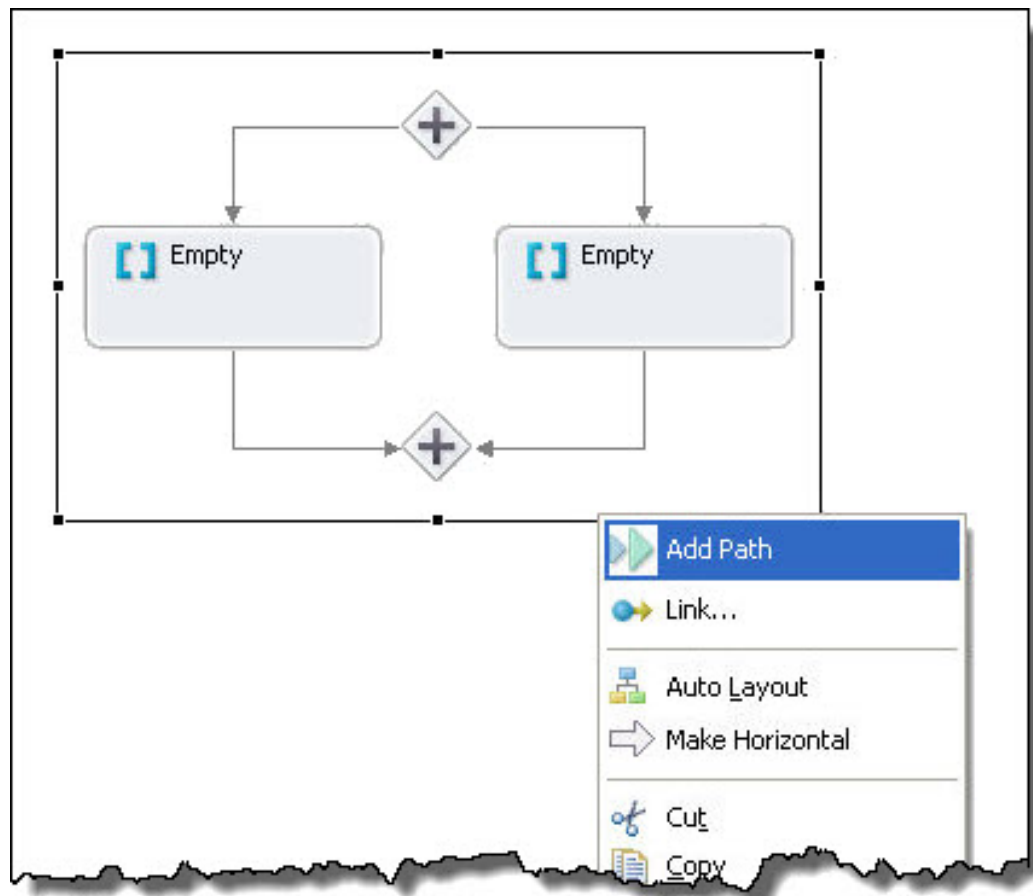 Empty
Empty
Add Path
Link...
Auto Layout
Make Horizontal
Cut
Copy